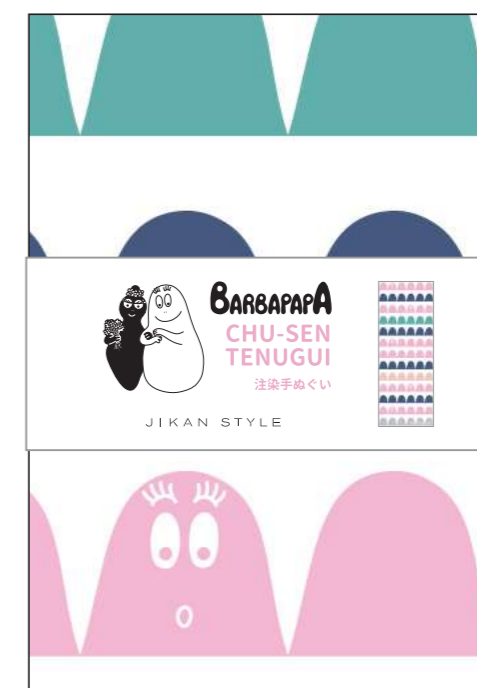 BARBAPAPA
CHU-SEN
TENUGUI
注染手ぬぐい
JIKAN STYLE